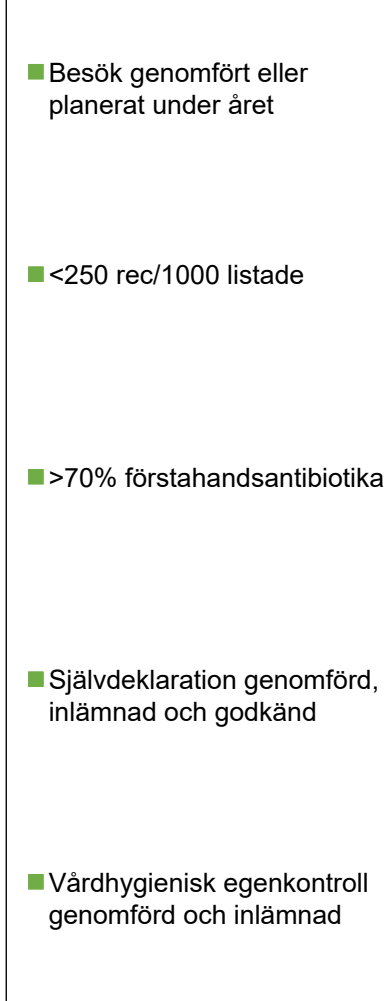 Besök genomfört eller
planerat under året
<250 rec/1000 listade
>70% förstahandsantibiotika
Självdeklaration genomförd,
inlämnad och godkänd
Vårdhygienisk egenkontroll
genomförd och inlämnad